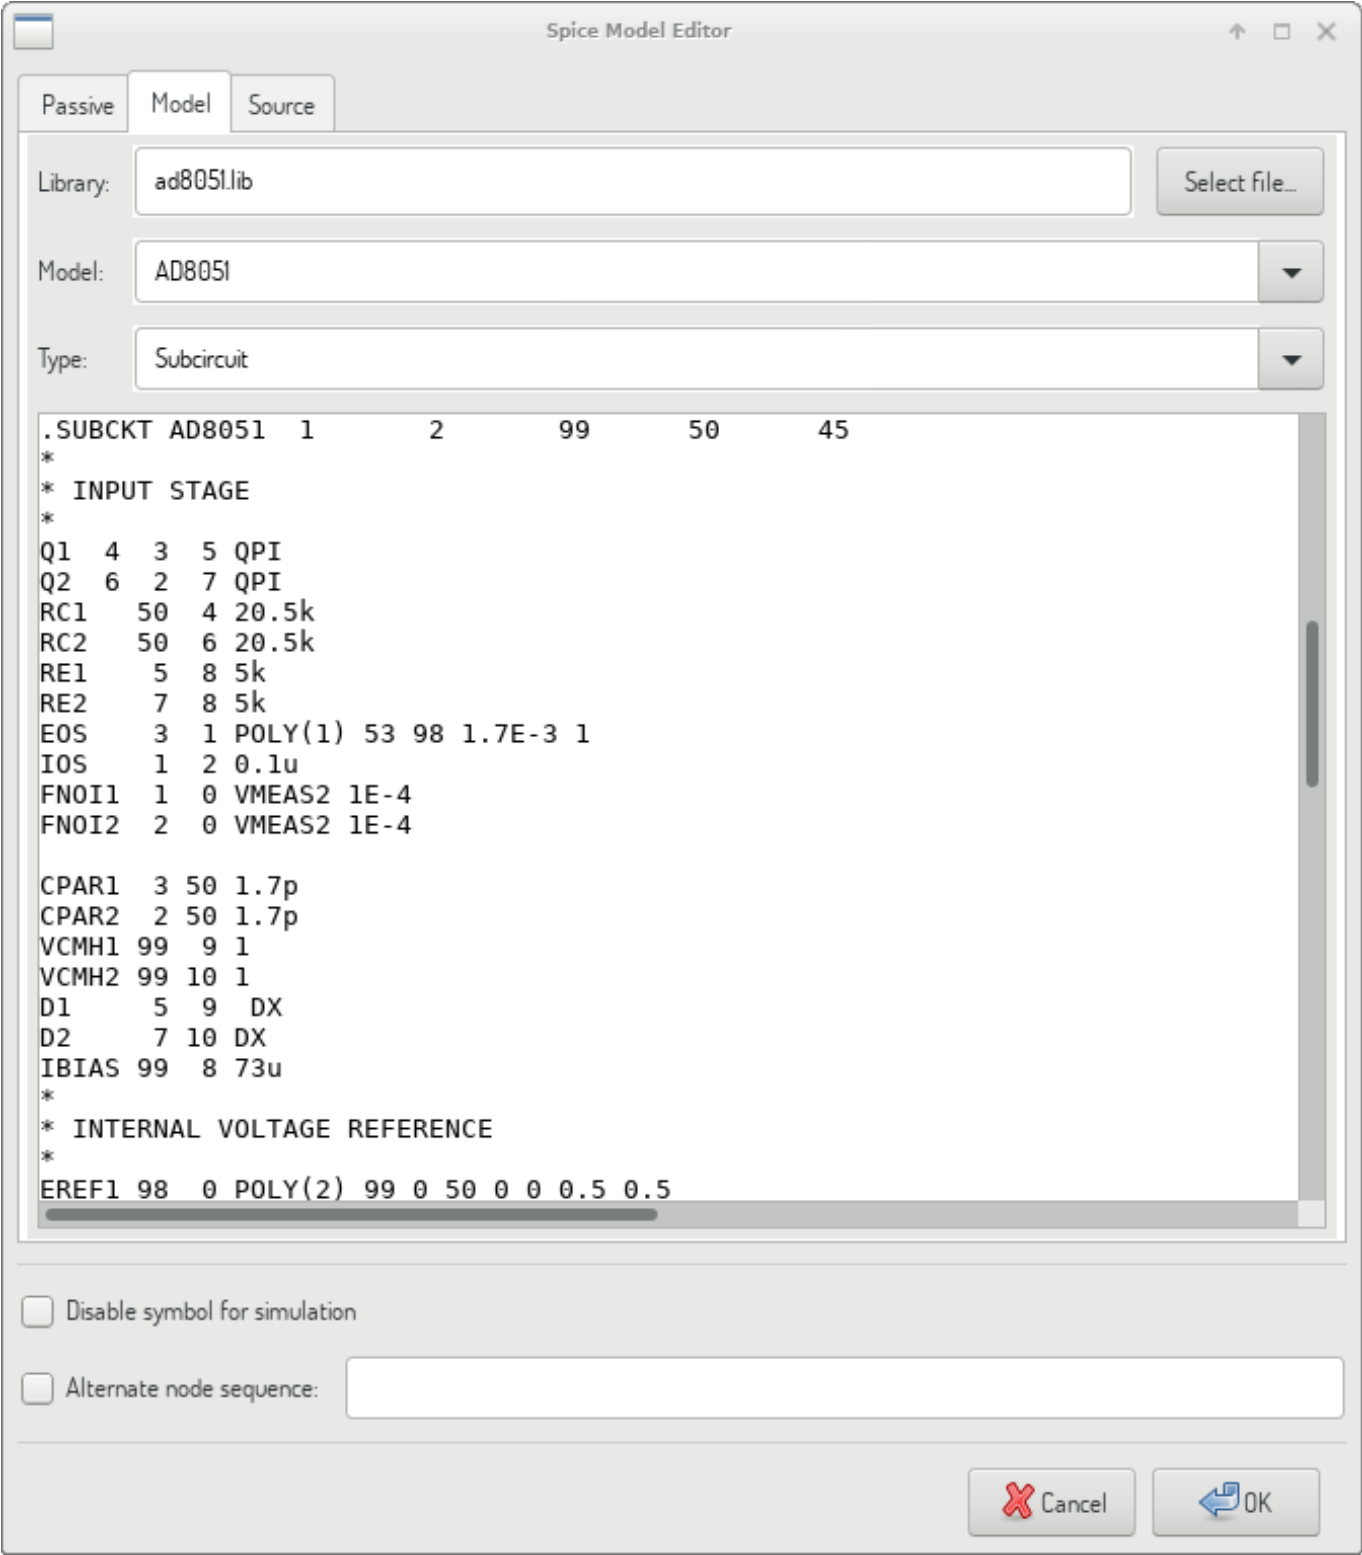 Spice Model Editor
Passive Model Source
Library: ad8051.lib Select file...
Model: AD8051
Type: Subcircuit
.SUBCKT AD8051  1       2       99      50      45
*
* INPUT STAGE
*
Q1  4  3  5 QPI
Q2  6  2  7 QPI
RC1   50  4 20.5k
RC2   50  6 20.5k
RE1    5  8 5k
RE2    7  8 5k
EOS    3  1 POLY(1) 53 98 1.7E-3 1
IOS    1  2 0.1u
FNOI1  1  0 VMEAS2 1E-4
FNOI2  2  0 VMEAS2 1E-4
CPAR1  3 50 1.7p
CPAR2  2 50 1.7p
VCMH1 99  9 1
VCMH2 99 10 1
D1     5  9  DX
D2     7 10 DX
IBIAS 99  8 73u
*
* INTERNAL VOLTAGE REFERENCE
*
EREF1 98  0 POLY(2) 99 0 50 0 0 0.5 0.5
Disable symbol for simulation
Alternate node sequence:
Cancel OK